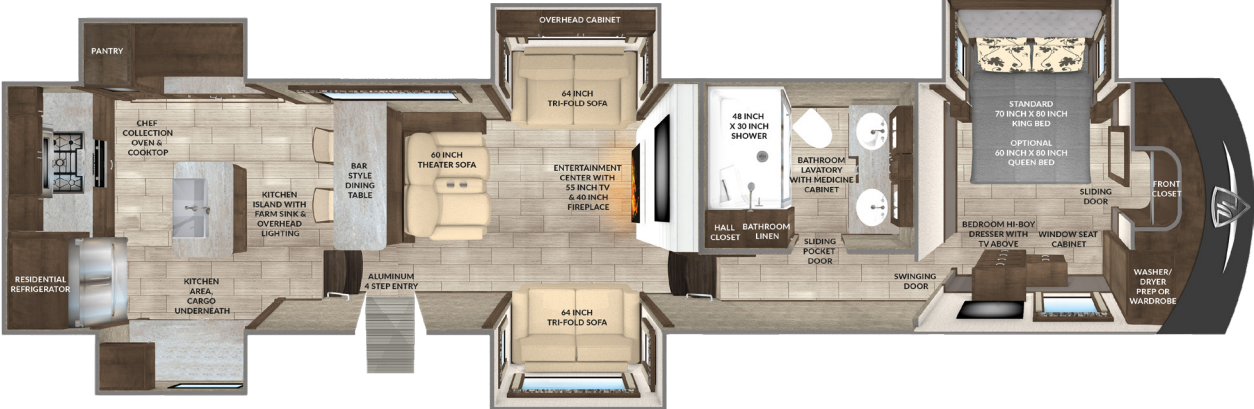 OVERHEAD CABINET
PANTRY
64 INCH
TRI-FOLD SOFA
CHEF
COLLECTION
OVEN &
COOKTOP
48 INCH
X 30 INCH
SHOWER
STANDARD
70 INCH X 80 INCH
KING BED
OPTIONAL
60 INCH X 80 INCH
QUEEN BED
60 INCH
THEATER SOFA
BAR
STYLE
DINING
TABLE
ENTERTAINMENT
CENTER WITH
55 INCH TV
& 40 INCH
FIREPLACE
BATHROOM
LAVATORY
WITH MEDICINE
CABINET
KITCHEN
ISLAND WITH
FARM SINK &
OVERHEAD
LIGHTING
SLIDING
DOOR
FRONT
CLOSET
HALL
CLOSET
BATHROOM
LINEN
BEDROOM HI-BOY
DRESSER WITH
TV ABOVE
WINDOW SEAT
CABINET
SLIDING
POCKET
DOOR
RESIDENTIAL
REFRIGERATOR
KITCHEN
AREA,
CARGO
UNDERNEATH
ALUMINUM
4 STEP ENTRY
SWINGING
DOOR
WASHER/
DRYER
PREP OR
WARDROBE
64 INCH
TRI-FOLD SOFA